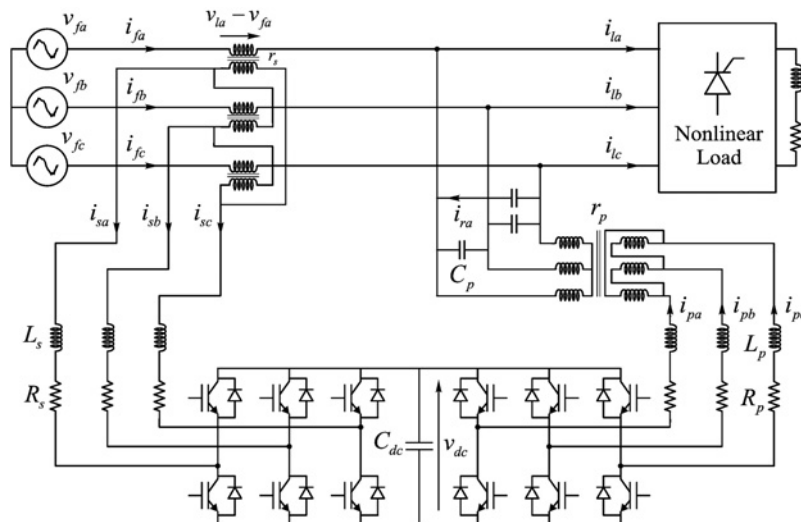 v_fa
v_la − v_fa
i_fa
r_s
i_la
v_fb
i_fb
i_lb
v_fc
i_fc
i_lc
Nonlinear
Load
i_sa
i_sb
i_sc
i_ra
r_p
C_p
i_pa
i_pb
L_s
L_p
R_s
R_p
C_dc
v_dc